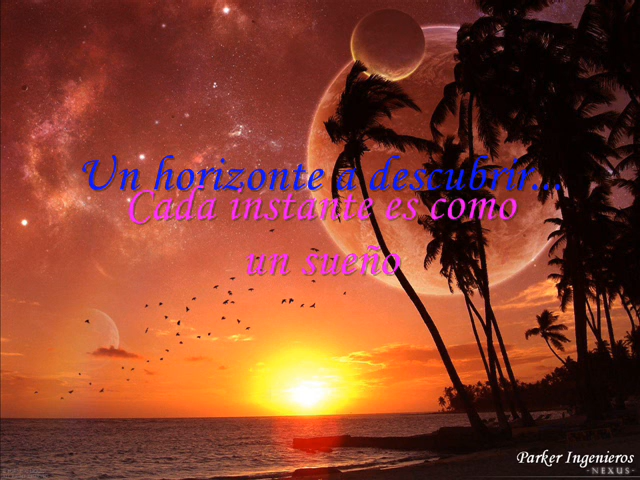 Un horizonte a descubrir...
Cada instante es como
un sueño
Parker Ingenieros
-NEXUS-